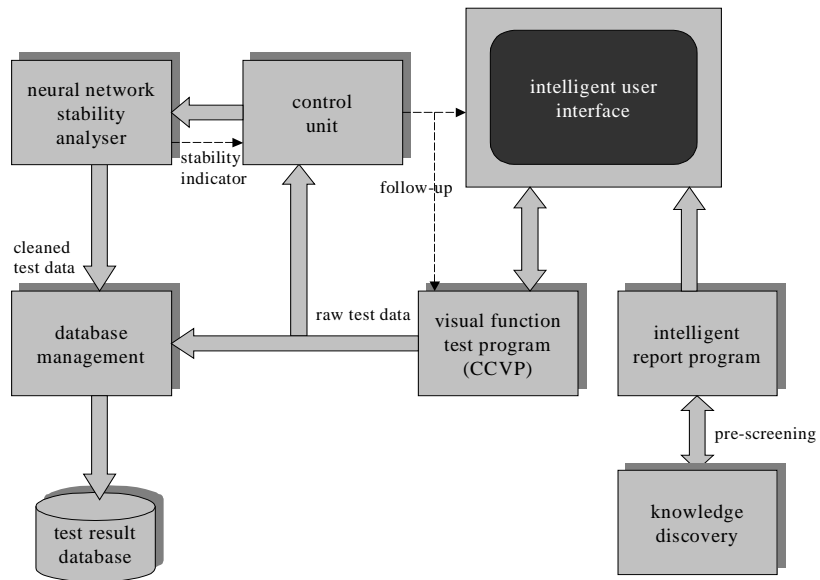 neural network
stability
analyser
control
unit
intelligent user
interface
stability
indicator
follow-up
cleaned
test data
raw test data
database
management
visual function
test program
(CCVP)
intelligent
report program
pre-screening
test result
database
knowledge
discovery